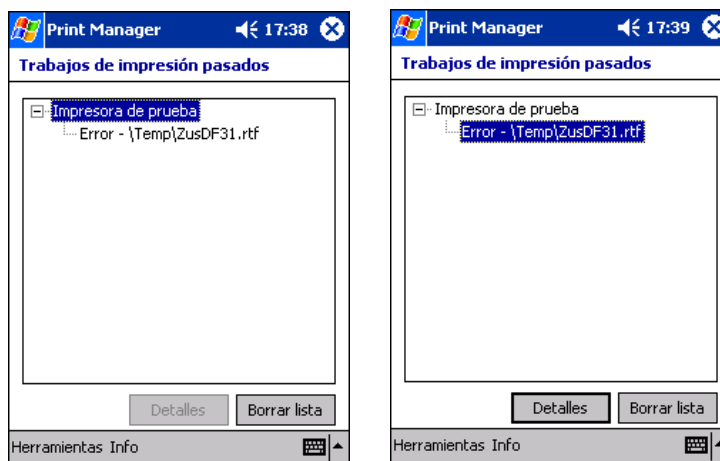 Print Manager 17:38
Trabajos de impresión pasados
Impresora de prueba
Error - \Temp\ZusDF31.rtf
Detalles Borrar lista
Herramientas Info
Print Manager 17:39
Trabajos de impresión pasados
Impresora de prueba
Error - \Temp\ZusDF31.rtf
Detalles Borrar lista
Herramientas Info